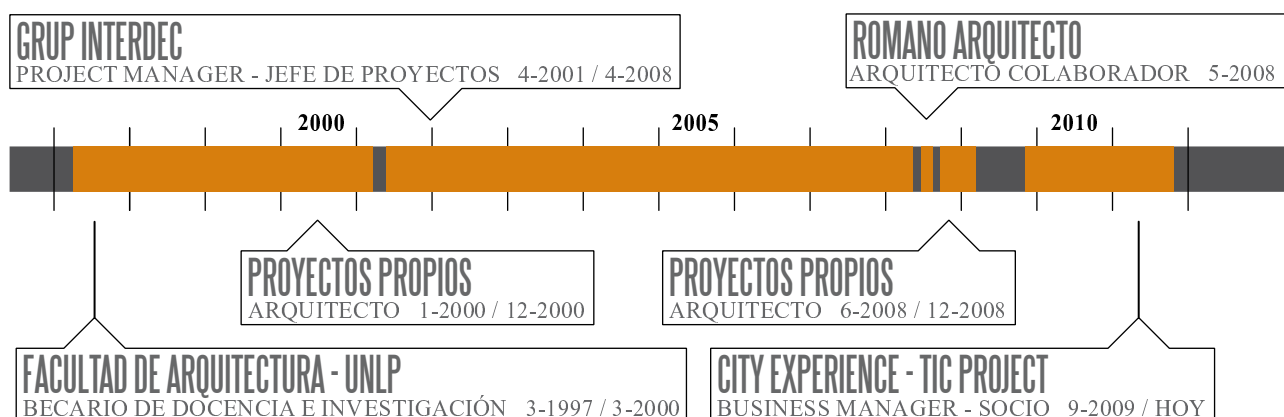 GRUP INTERDEC
PROJECT MANAGER - JEFE DE PROYECTOS 4-2001 / 4-2008
ROMANO ARQUITECTO
ARQUITECTO COLABORADOR 5-2008
2000
2005
2010
PROYECTOS PROPIOS
ARQUITECTO 1-2000 / 12-2000
PROYECTOS PROPIOS
ARQUITECTO 6-2008 / 12-2008
FACULTAD DE ARQUITECTURA - UNLP
BECARIO DE DOCENCIA E INVESTIGACIÓN 3-1997 / 3-2000
CITY EXPERIENCE - TIC PROJECT
BUSINESS MANAGER - SOCIO 9-2009 / HOY